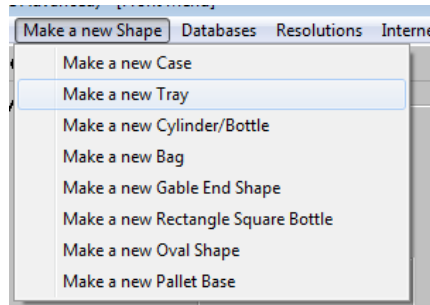 Make a new Shape Databases Resolutions
Make a new Case
Make a new Tray
Make a new Cylinder/Bottle
Make a new Bag
Make a new Gable End Shape
Make a new Rectangle Square Bottle
Make a new Oval Shape
Make a new Pallet Base